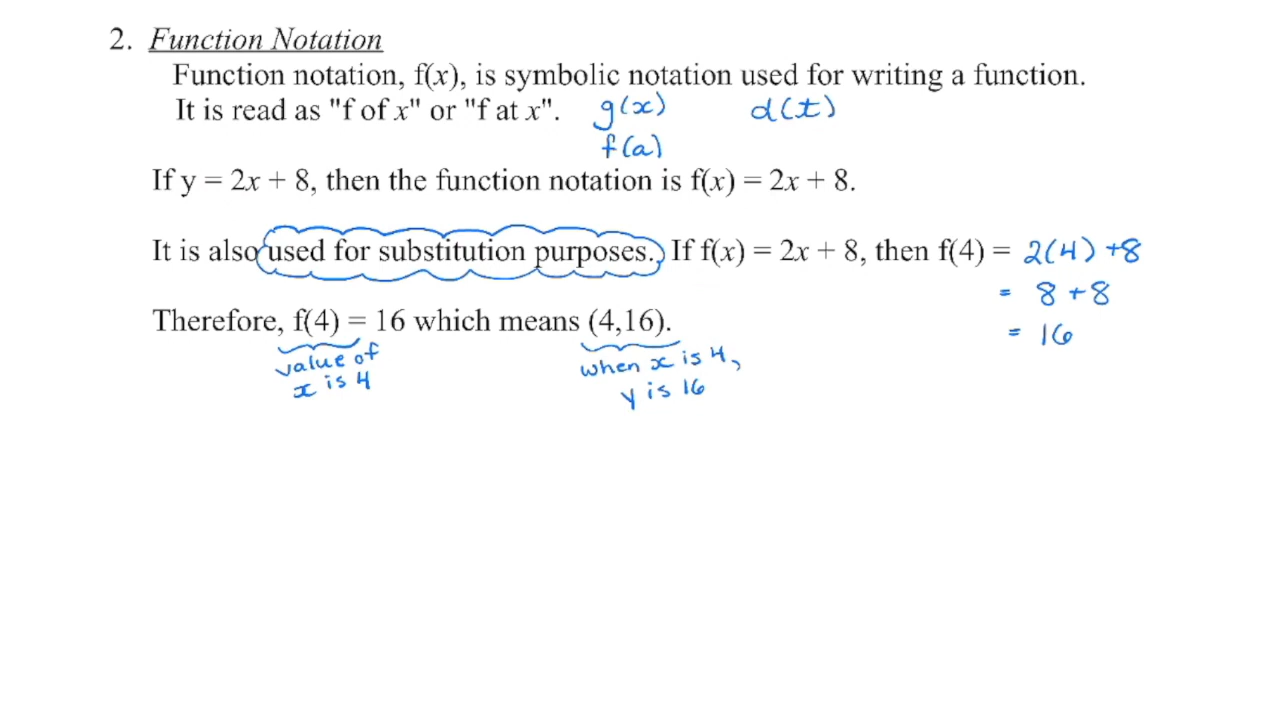 2. Function Notation
Function notation, f(x), is symbolic notation used for writing a function.
It is read as "f of x" or "f at x". g(x) d(t)
f(a)
If y = 2x + 8, then the function notation is f(x) = 2x + 8.
It is also used for substitution purposes. If f(x) = 2x + 8, then f(4) = 2(4) + 8
= 8 + 8
Therefore, f(4) = 16 which means (4,16).
= 16
value of
x is 4
when x is 4,
y is 16